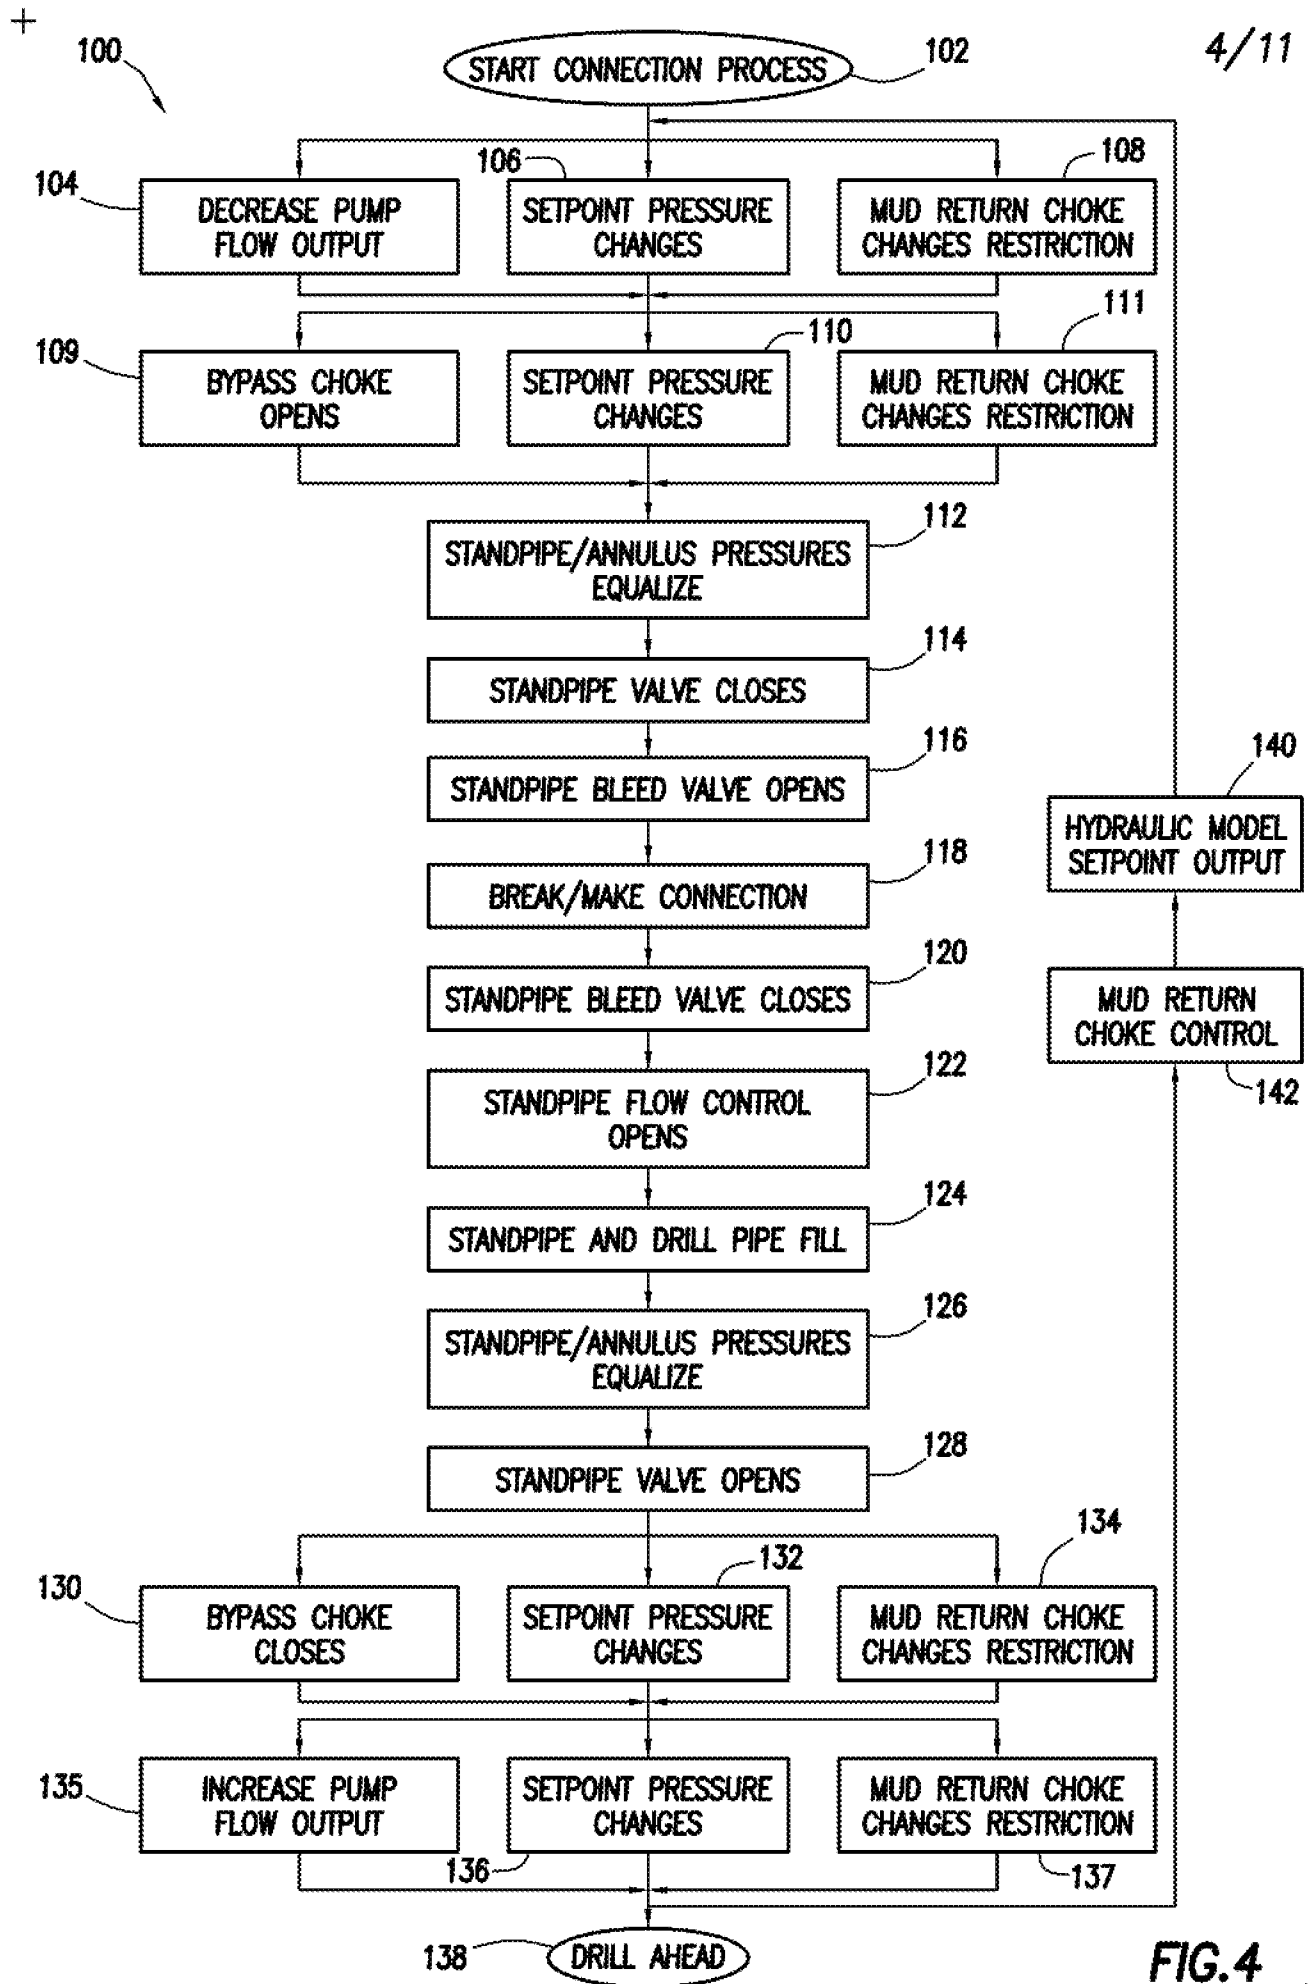 +
4/11
100
START CONNECTION PROCESS
102
104
DECREASE PUMP
FLOW OUTPUT
106
SETPOINT PRESSURE
CHANGES
108
MUD RETURN CHOKE
CHANGES RESTRICTION
109
BYPASS CHOKE
OPENS
110
SETPOINT PRESSURE
CHANGES
111
MUD RETURN CHOKE
CHANGES RESTRICTION
112
STANDPIPE/ANNULUS PRESSURES
EQUALIZE
114
STANDPIPE VALVE CLOSES
116
STANDPIPE BLEED VALVE OPENS
118
BREAK/MAKE CONNECTION
120
STANDPIPE BLEED VALVE CLOSES
122
STANDPIPE FLOW CONTROL
OPENS
124
STANDPIPE AND DRILL PIPE FILL
126
STANDPIPE/ANNULUS PRESSURES
EQUALIZE
128
STANDPIPE VALVE OPENS
130
BYPASS CHOKE
CLOSES
132
SETPOINT PRESSURE
CHANGES
134
MUD RETURN CHOKE
CHANGES RESTRICTION
135
INCREASE PUMP
FLOW OUTPUT
SETPOINT PRESSURE
CHANGES
136
MUD RETURN CHOKE
CHANGES RESTRICTION
137
138
DRILL AHEAD
140
HYDRAULIC MODEL
SETPOINT OUTPUT
MUD RETURN
CHOKE CONTROL
142
FIG.4